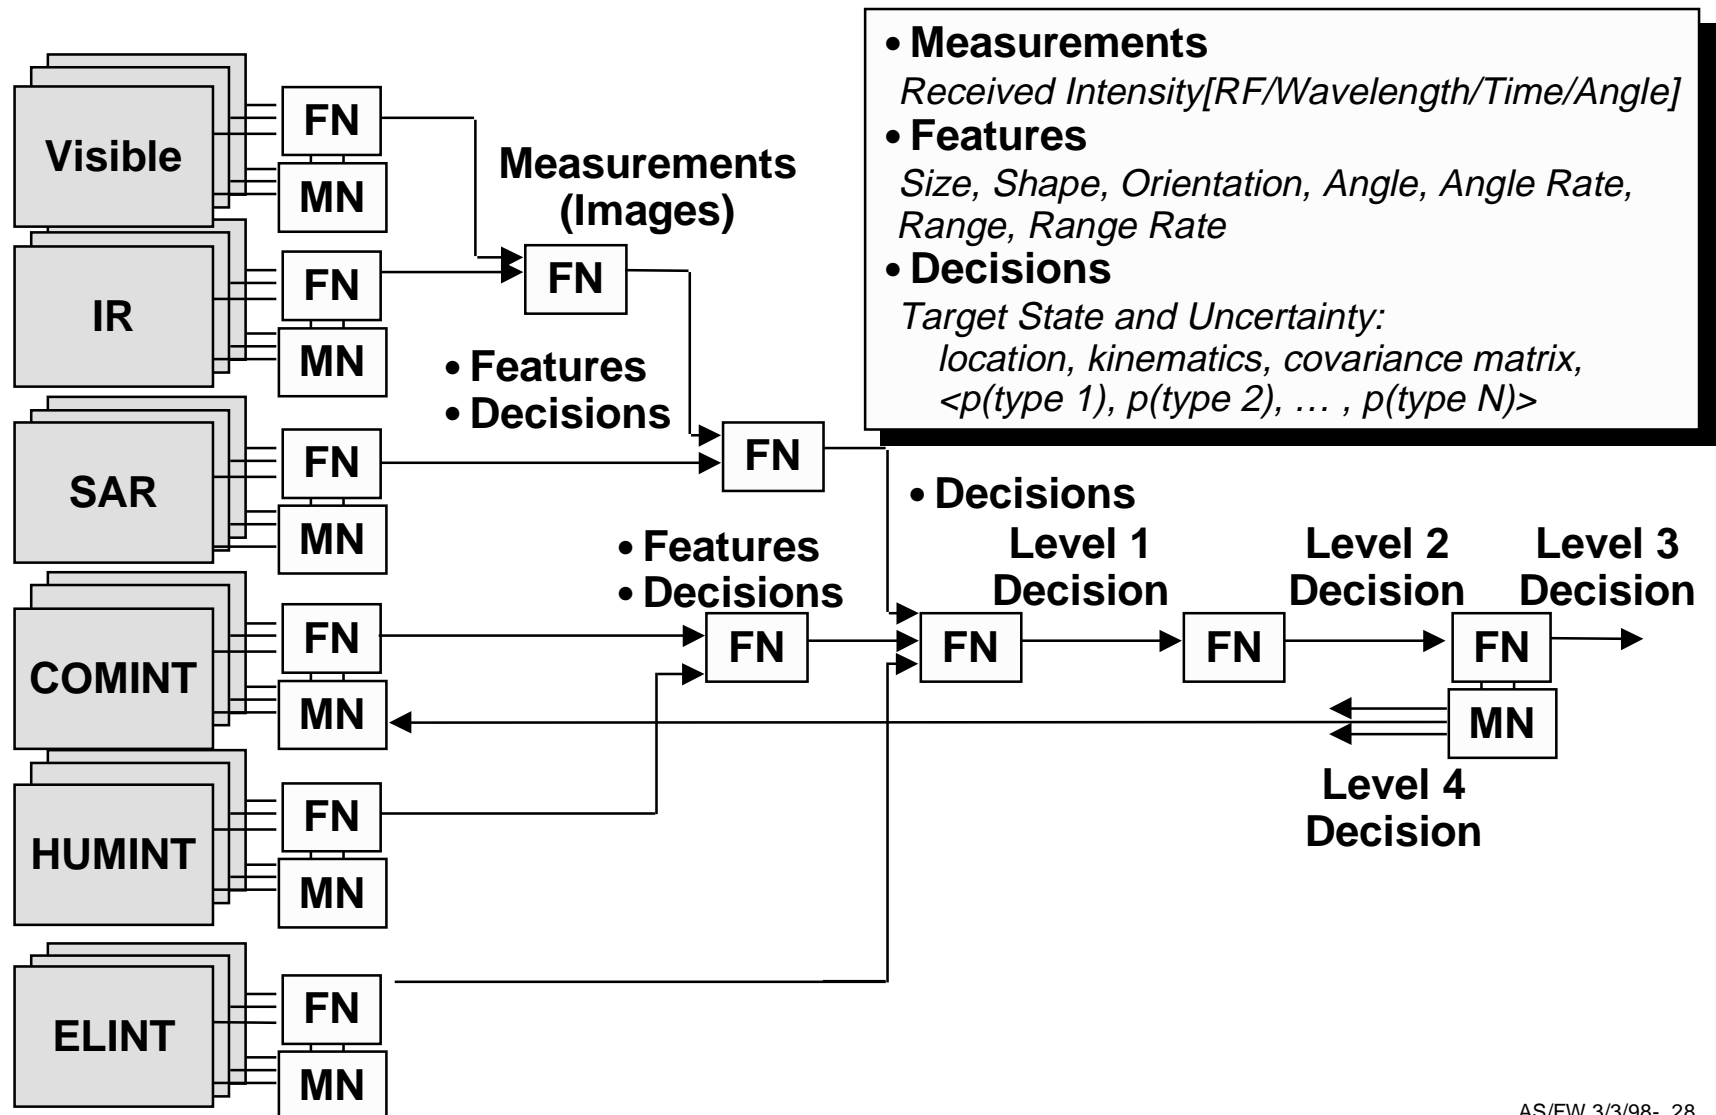 • Measurements
Received Intensity[RF/Wavelength/Time/Angle]
• Features
Size, Shape, Orientation, Angle, Angle Rate,
Range, Range Rate
• Decisions
Target State and Uncertainty:
location, kinematics, covariance matrix,
<p(type 1), p(type 2), … , p(type N)>
Visible
FN
MN
Measurements
(Images)
FN
IR
FN
MN
• Features
• Decisions
FN
SAR
FN
MN
• Features
• Decisions
FN
• Decisions
Level 1
Decision
Level 2
Decision
Level 3
Decision
COMINT
FN
MN
FN
FN
FN
MN
Level 4
Decision
HUMINT
FN
MN
ELINT
FN
MN
AS/FW 3/3/98- 28